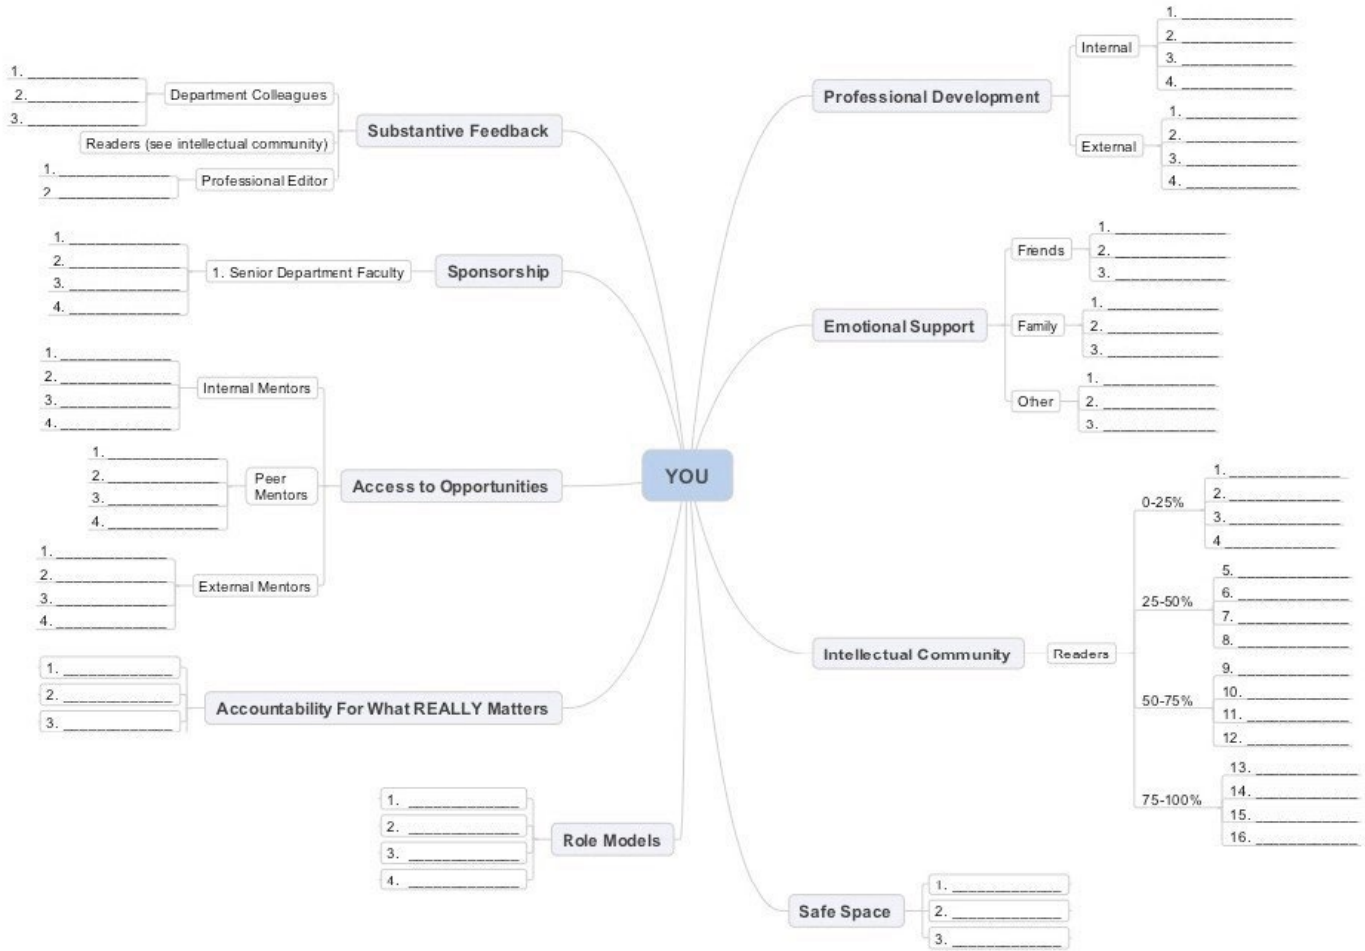 YOU
Substantive Feedback
Department Colleagues
1. ____________
2. ____________
3. ____________
Readers (see intellectual community)
Professional Editor
1. ____________
2 ____________
Sponsorship
1. Senior Department Faculty
1. ____________
2. ____________
3. ____________
4. ____________
Access to Opportunities
Internal Mentors
1. ____________
2. ____________
3. ____________
4. ____________
Peer
Mentors
1. ____________
2. ____________
3. ____________
4. ____________
External Mentors
1. ____________
2. ____________
3. ____________
4. ____________
Accountability For What REALLY Matters
1. ____________
2. ____________
3. ____________
Role Models
1. ____________
2. ____________
3. ____________
4. ____________
Professional Development
Internal
1. ____________
2. ____________
3. ____________
4. ____________
External
1. ____________
2. ____________
3. ____________
4. ____________
Emotional Support
Friends
1. ____________
2. ____________
3. ____________
Family
1. ____________
2. ____________
3. ____________
Other
1. ____________
2. ____________
3. ____________
Intellectual Community
Readers
0-25%
1. ____________
2. ____________
3. ____________
4 ____________
25-50%
5. ____________
6. ____________
7. ____________
8. ____________
50-75%
9. ____________
10. ____________
11. ____________
12. ____________
75-100%
13. ____________
14. ____________
15. ____________
16. ____________
Safe Space
1. ____________
2. ____________
3. ____________